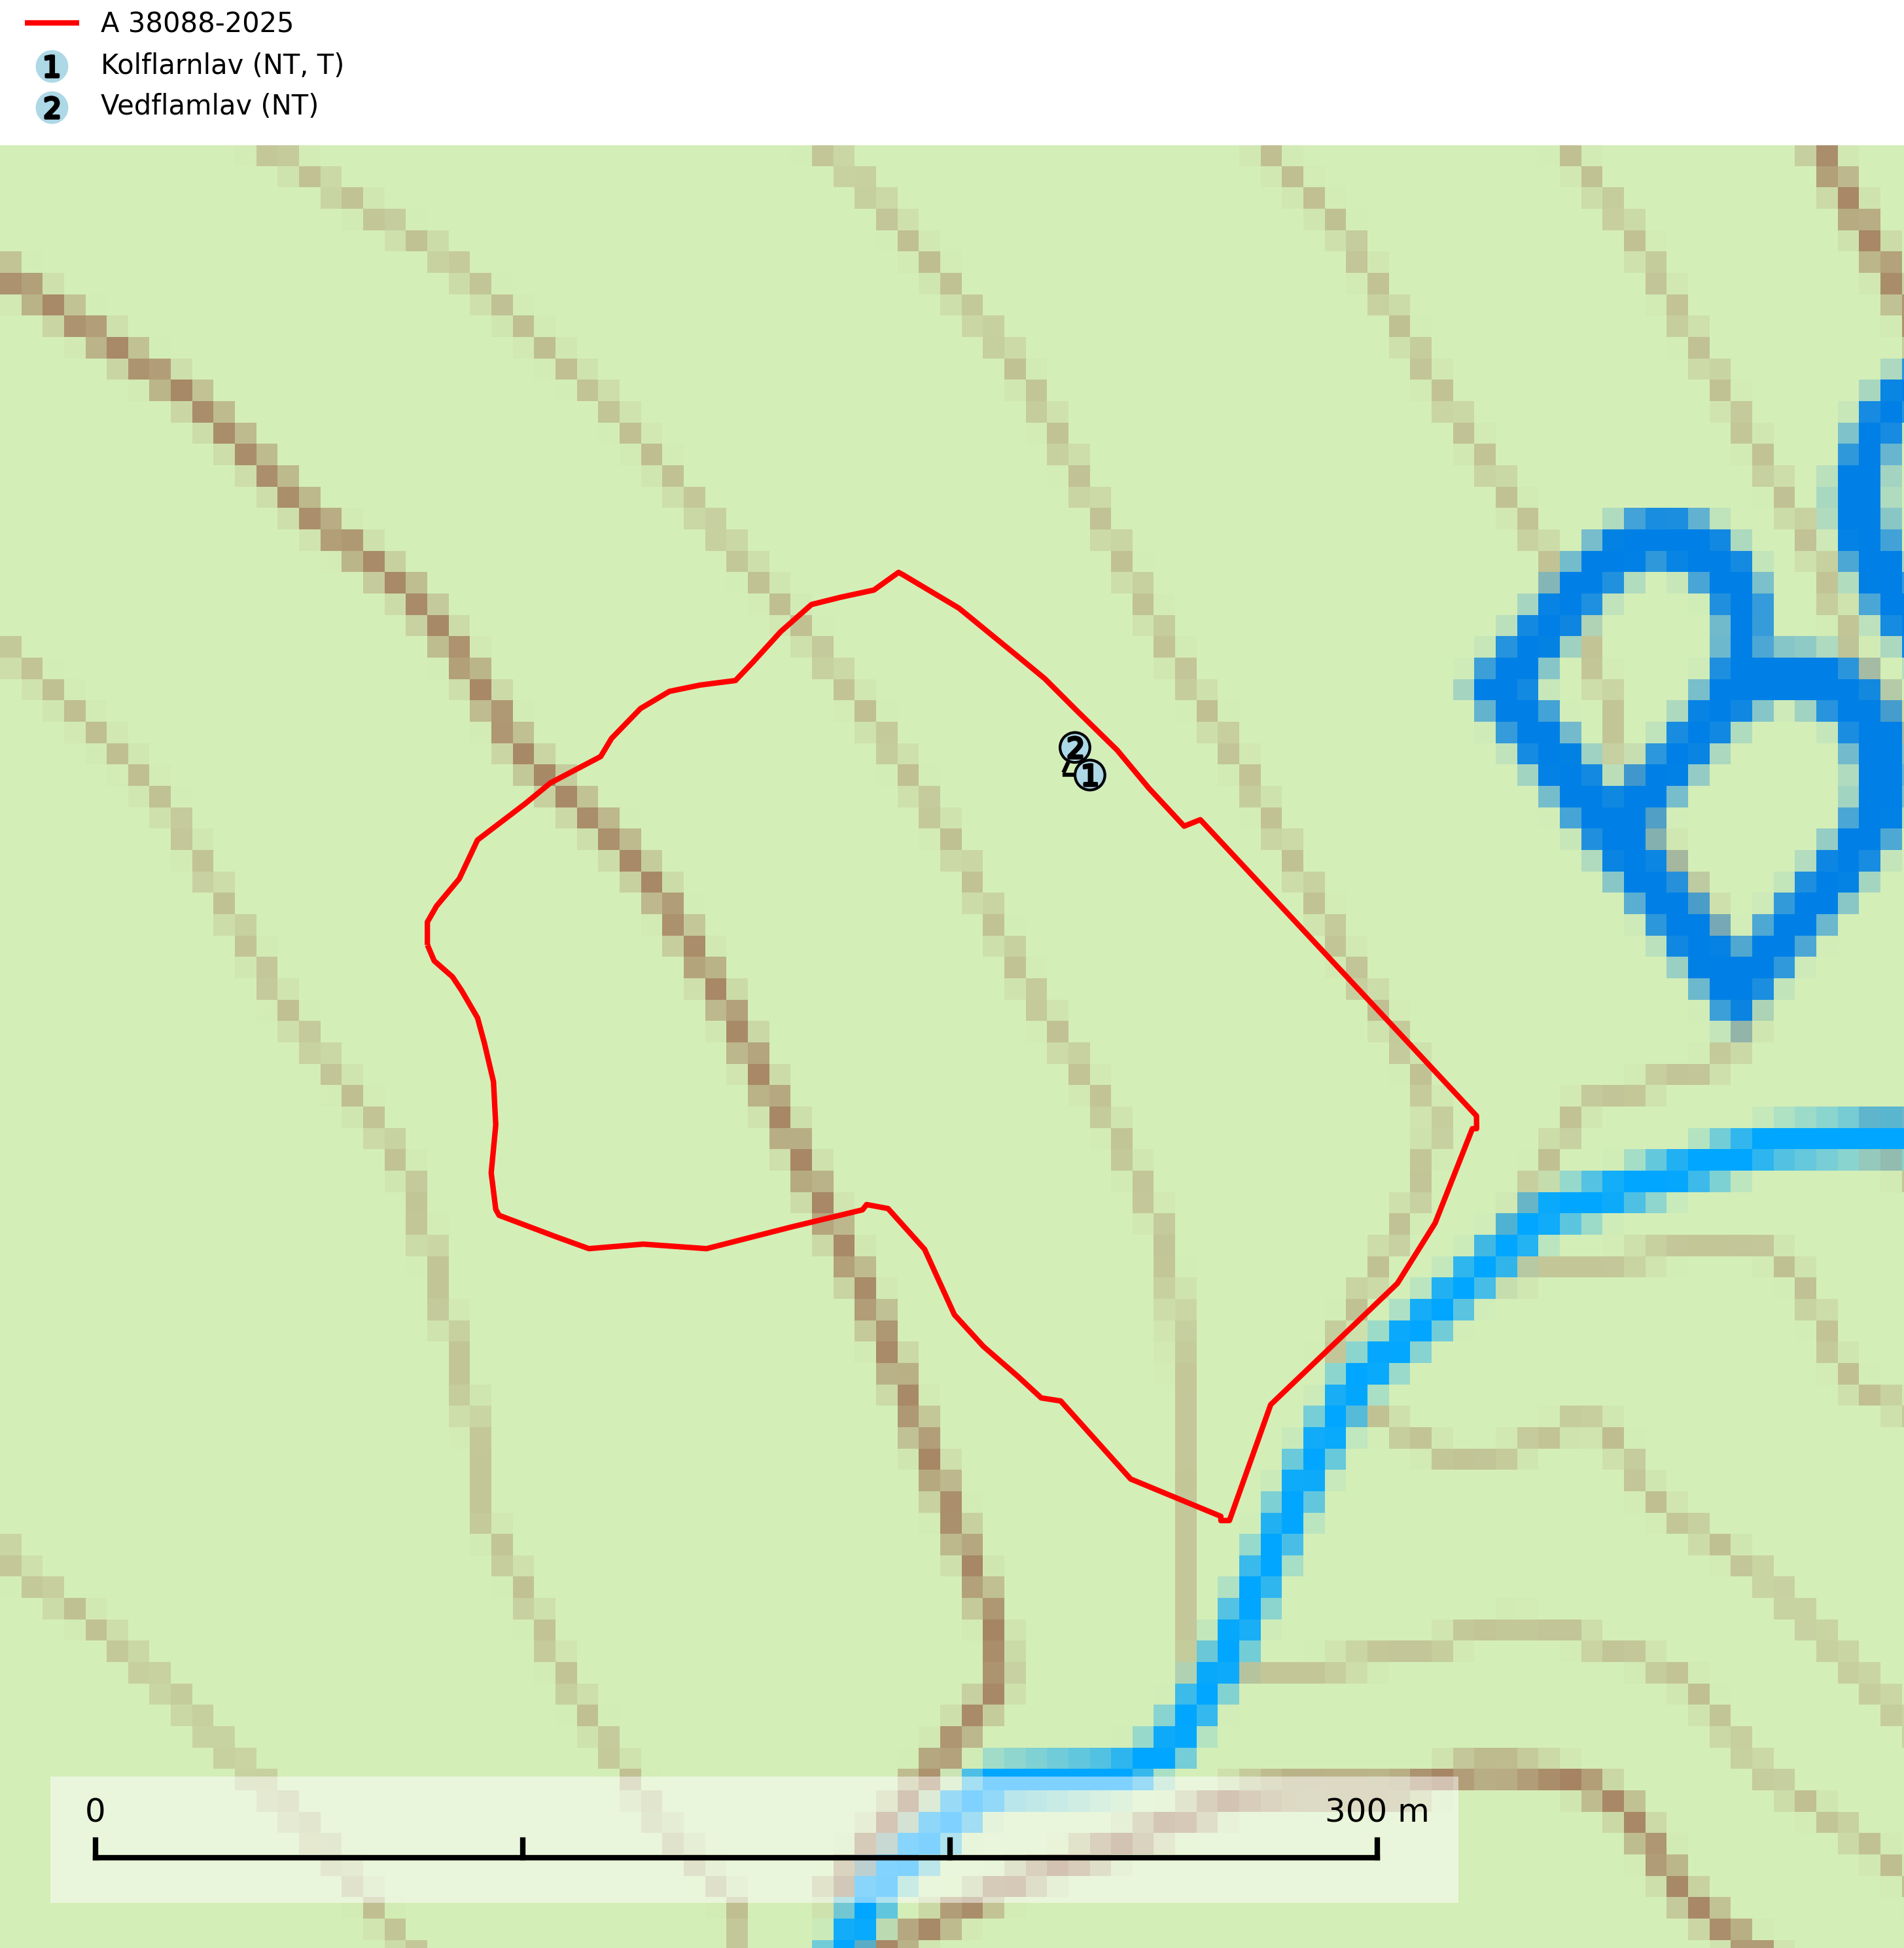 A 38088-2025
1 Kolflarnlav (NT, T)
2 Vedflamlav (NT)
2
1
0 300 m